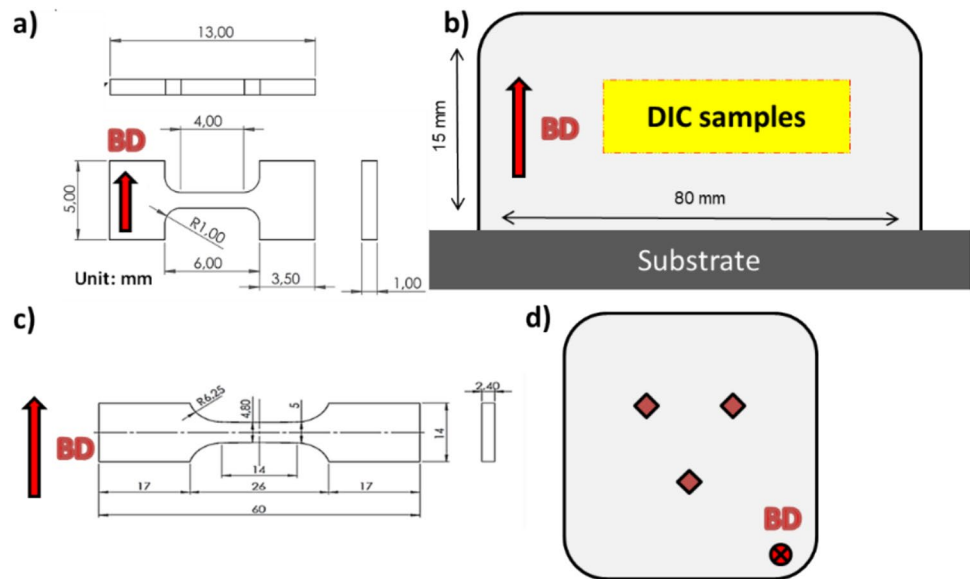 a)
13,00
4,00
BD
5,00
R1,00
Unit: mm
6,00
3,50
1,00
b)
15 mm
BD
DIC samples
80 mm
Substrate
c)
BD
R6,25
4,80
5
14
17
26
17
60
2,40
14
d)
BD